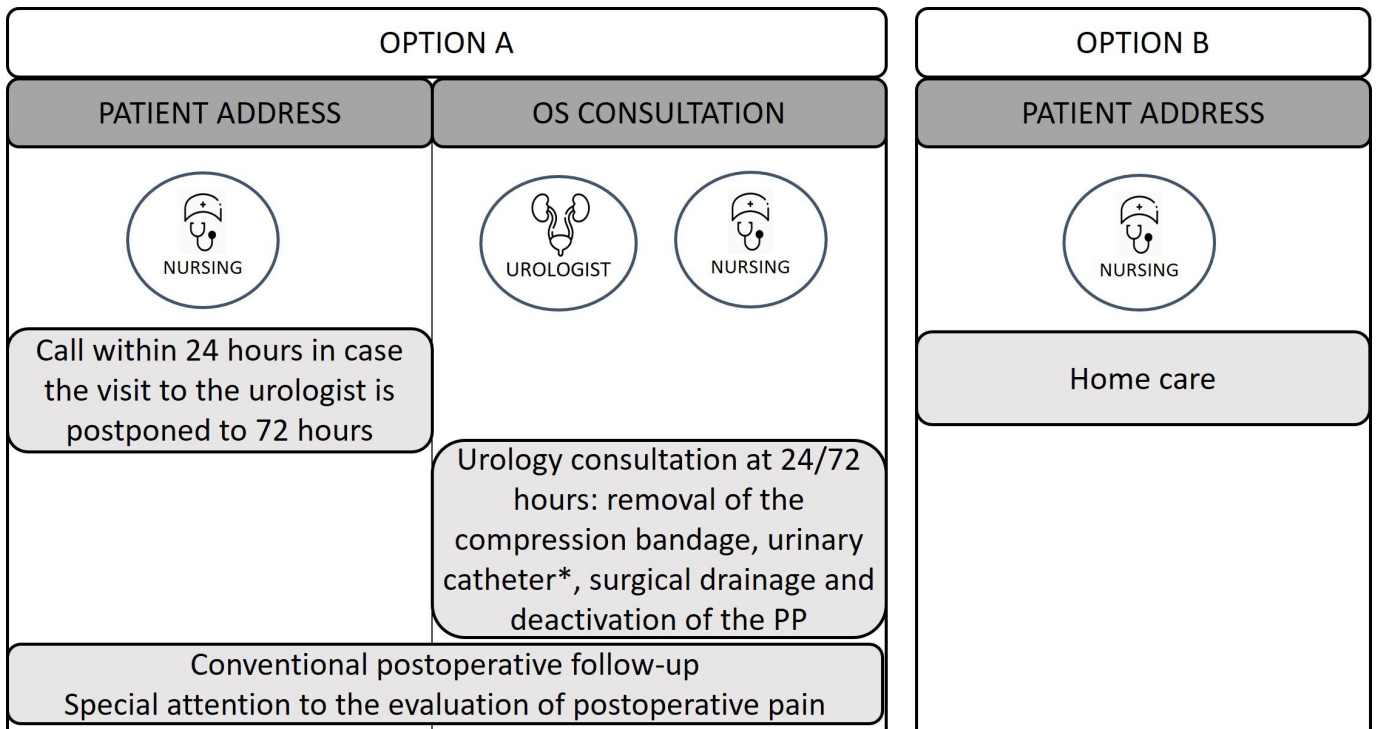 OPTION A
OPTION B
PATIENT ADDRESS
OS CONSULTATION
PATIENT ADDRESS
NURSING
UROLOGIST
NURSING
NURSING
Call within 24 hours in case
the visit to the urologist is
postponed to 72 hours
Home care
Urology consultation at 24/72
hours: removal of the
compression bandage, urinary
catheter*, surgical drainage and
deactivation of the PP
Conventional postoperative follow-up
Special attention to the evaluation of postoperative pain